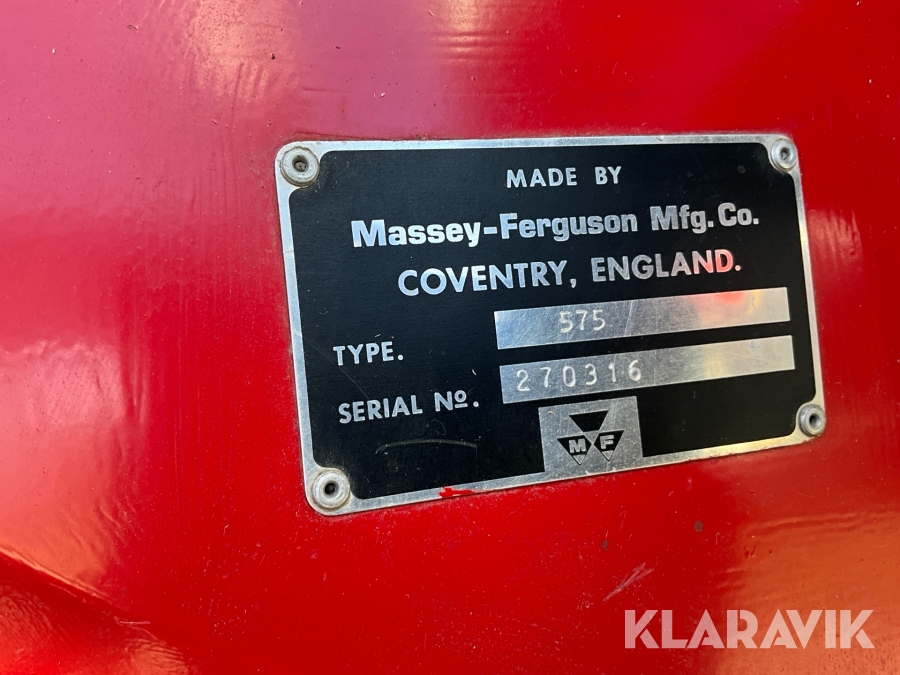 MADE BY
Massey-Ferguson Mfg. Co.
COVENTRY, ENGLAND.
TYPE. 575
SERIAL Nº. 270316
M F
KLARAVIK